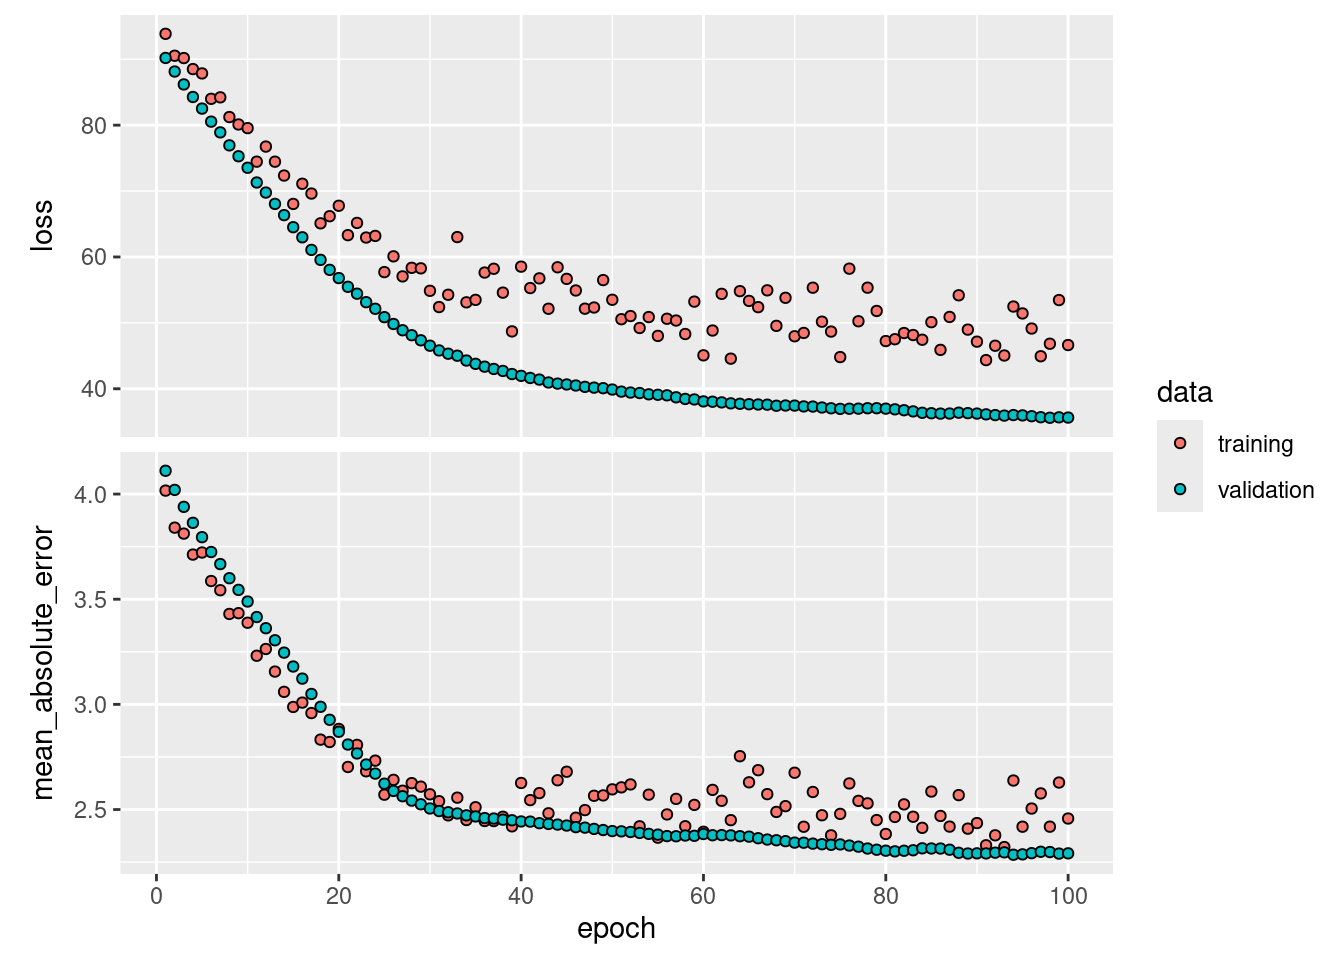 loss
80
60
40
mean_absolute_error
4.0
3.5
3.0
2.5
0 20 40 60 80 100
epoch
data
training
validation